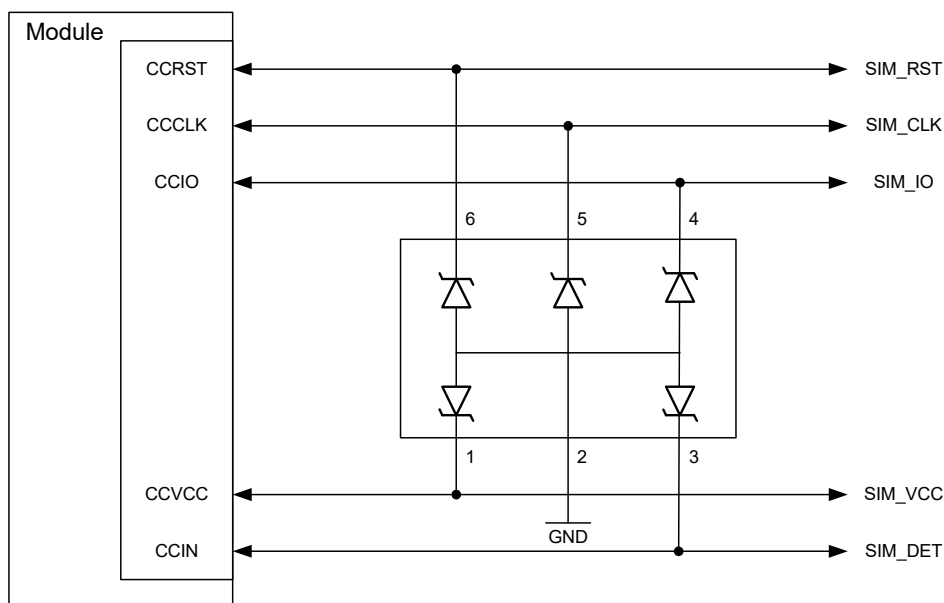 Module
CCRST SIM_RST
CCCLK SIM_CLK
CCIO SIM_IO
6 5 4
1 2 3
CCVCC SIM_VCC
GND
CCIN SIM_DET